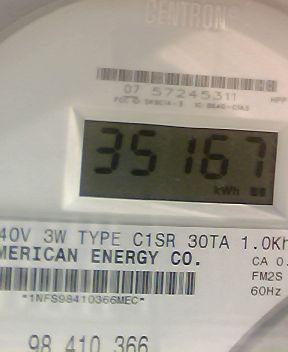 CENTRON
07 57245311
35167
kWh
40V 3W TYPE C1SR 30TA 1.0Kh
MERICAN ENERGY CO.
CA 0.
FM2S
60Hz
*1NFS98410366MEC*
98 410 366